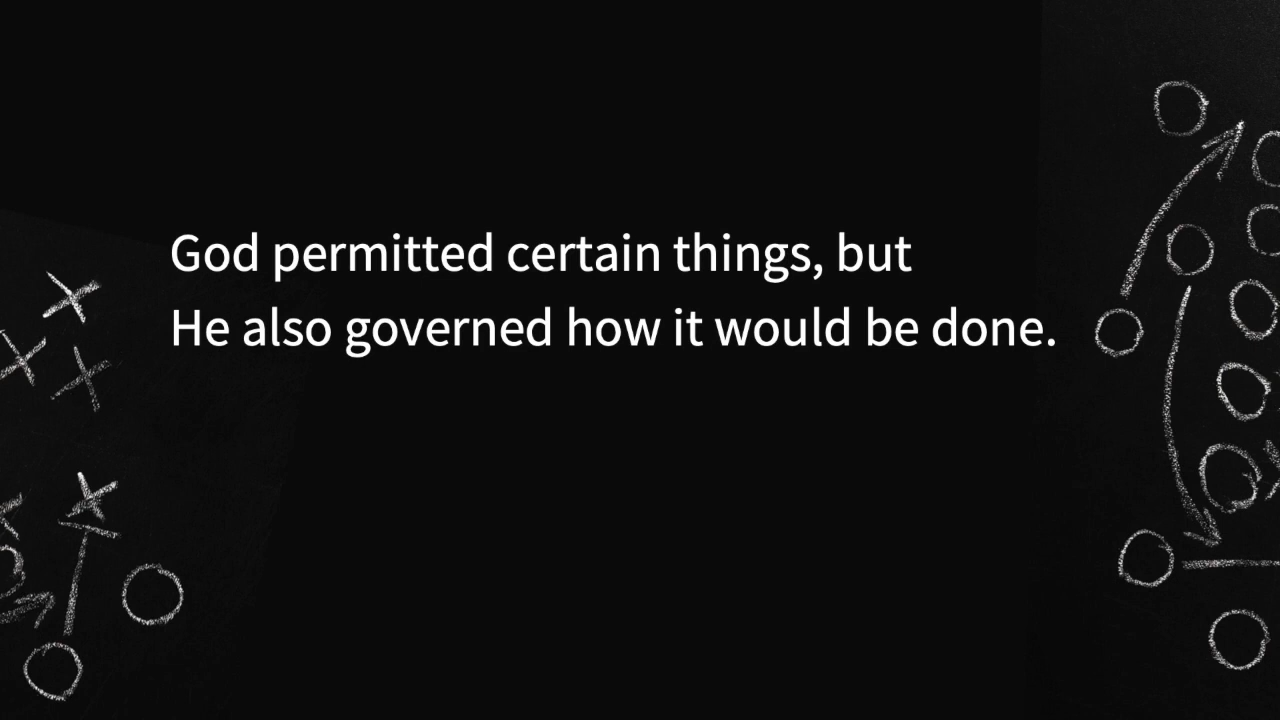 God permitted certain things, but
He also governed how it would be done.